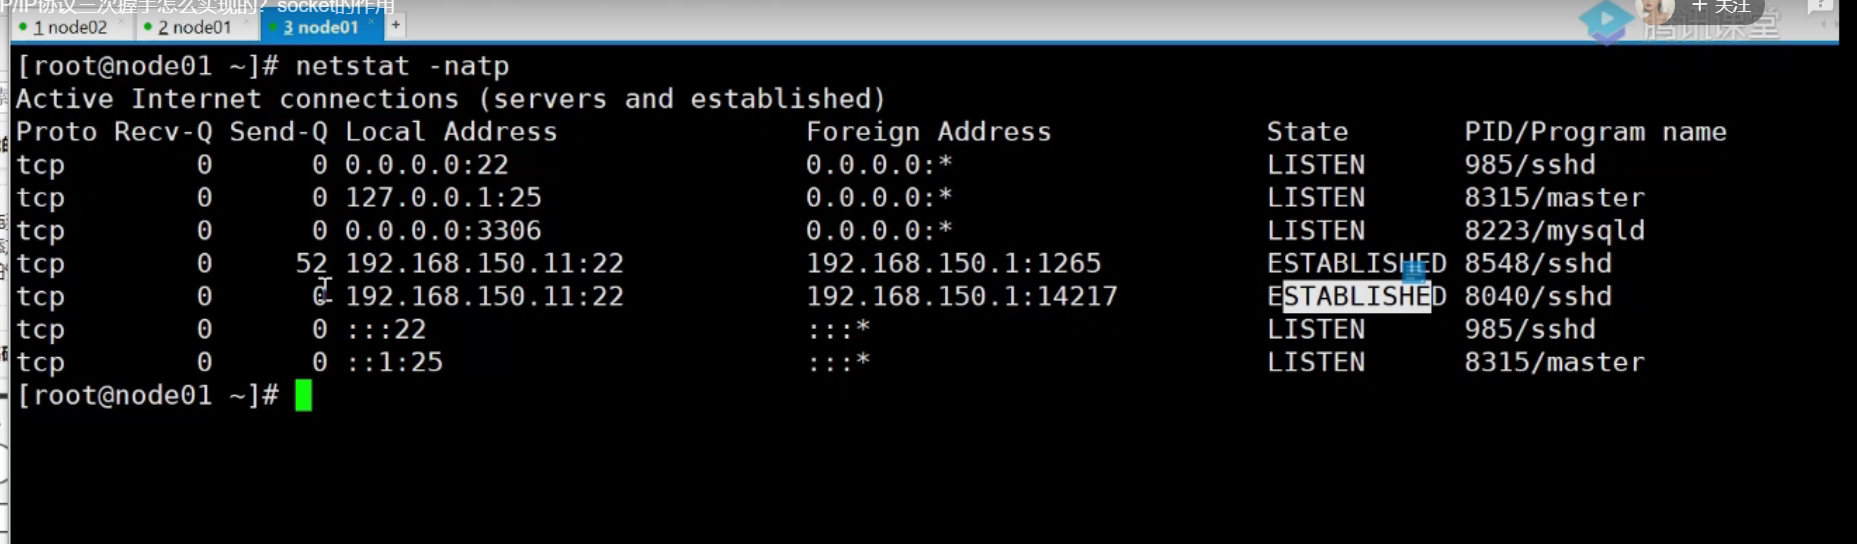 P/IP协议三次握手怎么实现的？socket的作用
+ 关注
腾讯课堂
1 node02 × 2 node01 × 3 node01 × +
[root@node01 ~]# netstat -natp
Active Internet connections (servers and established)
Proto Recv-Q Send-Q Local Address Foreign Address State PID/Program name
tcp 0 0 0.0.0.0:22 0.0.0.0:* LISTEN 985/sshd
tcp 0 0 127.0.0.1:25 0.0.0.0:* LISTEN 8315/master
tcp 0 0 0.0.0.0:3306 0.0.0.0:* LISTEN 8223/mysqld
tcp 0 52 192.168.150.11:22 192.168.150.1:1265 ESTABLISHED 8548/sshd
tcp 0 0 192.168.150.11:22 192.168.150.1:14217 ESTABLISHED 8040/sshd
tcp 0 0 :::22 :::* LISTEN 985/sshd
tcp 0 0 ::1:25 :::* LISTEN 8315/master
[root@node01 ~]#